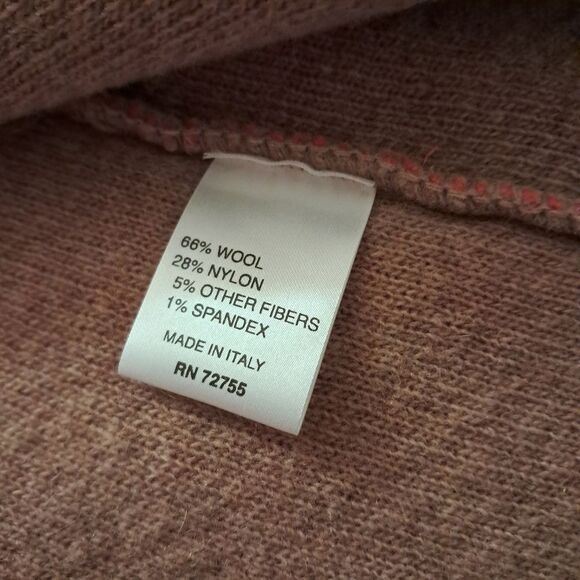 66% WOOL
28% NYLON
5% OTHER FIBERS
1% SPANDEX
MADE IN ITALY
RN 72755